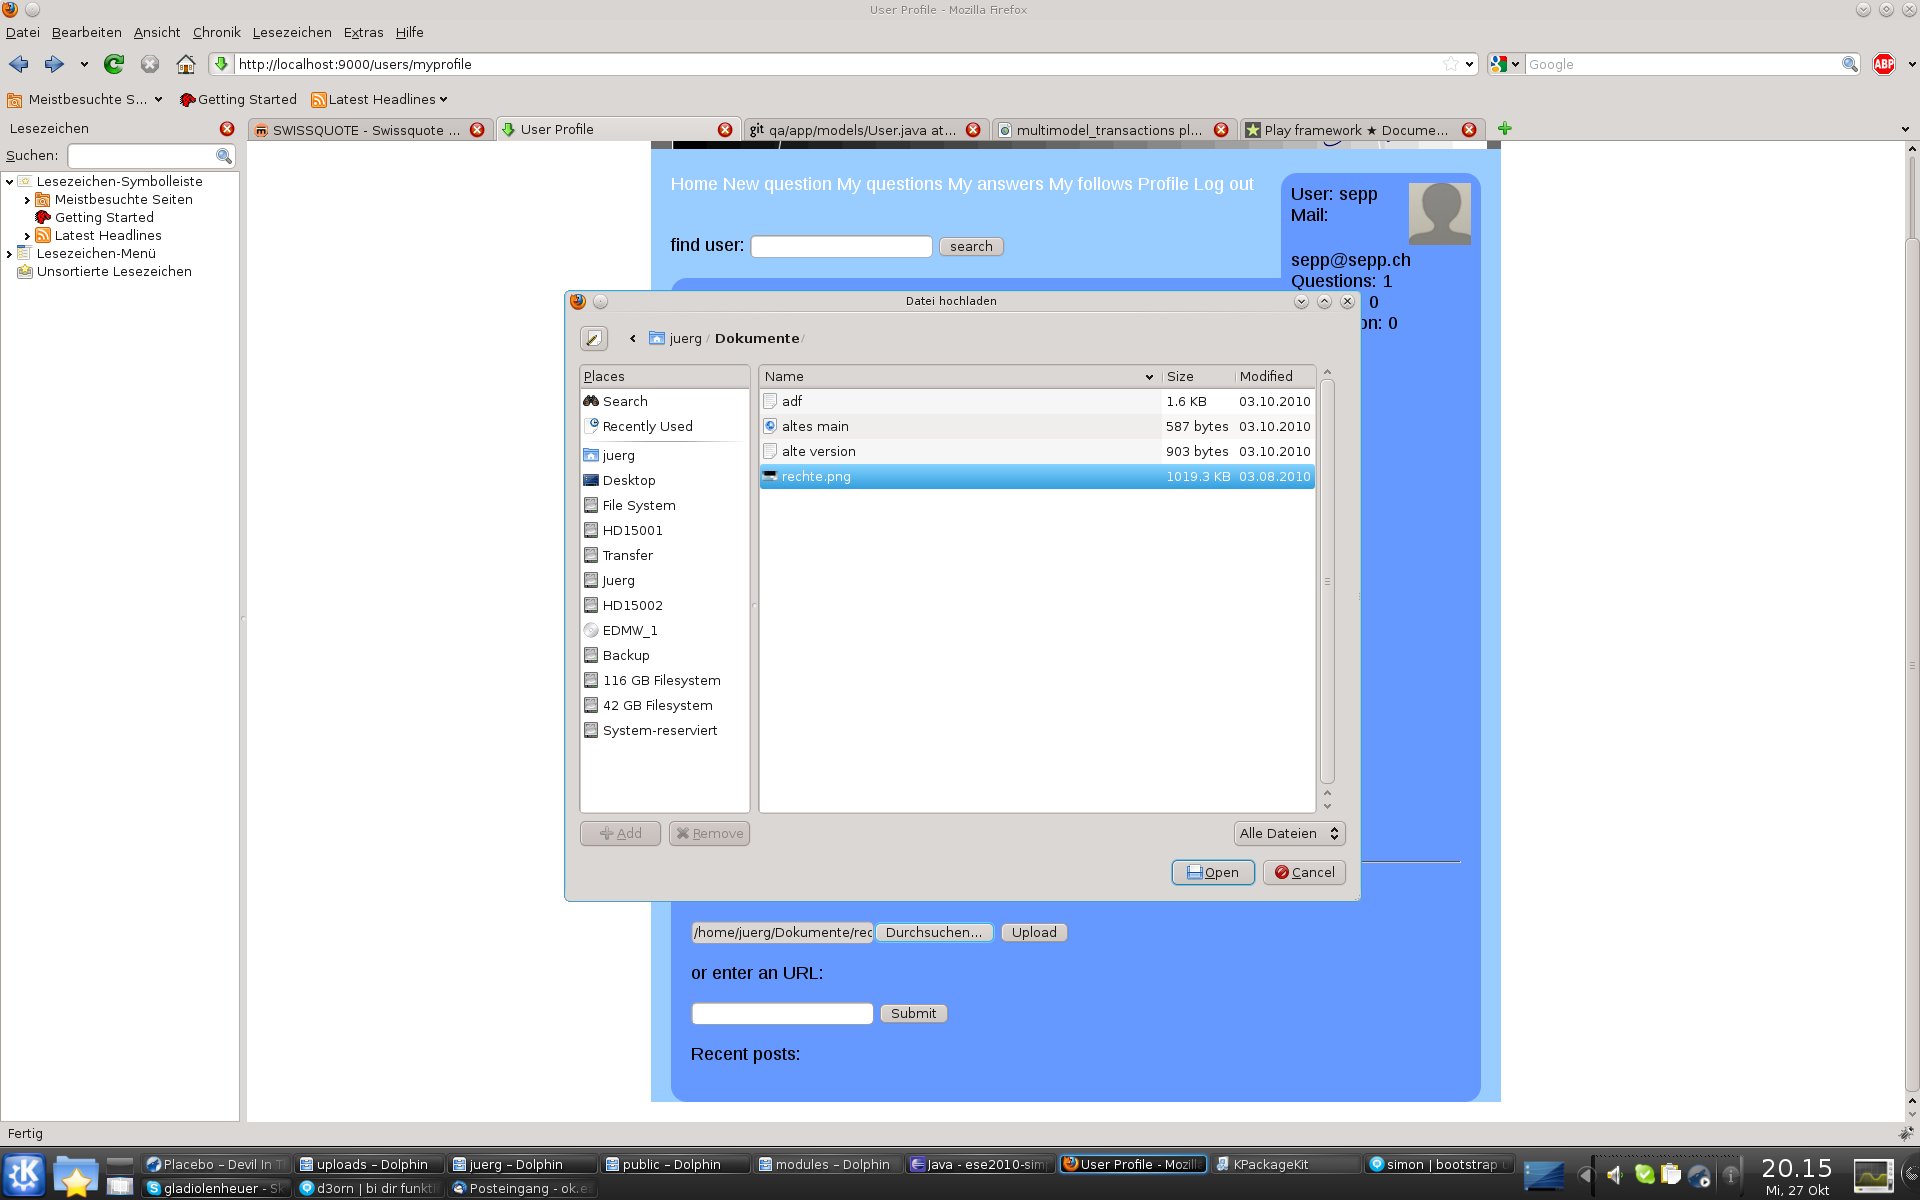 User Profile - Mozilla Firefox
Datei Bearbeiten Ansicht Chronik Lesezeichen Extras Hilfe
http://localhost:9000/users/myprofile
Google
ABP
Meistbesuchte S... Getting Started Latest Headlines
Lesezeichen
SWISSQUOTE - Swissquote ...
User Profile
git qa/app/models/User.java at...
multimodel_transactions pl...
Play framework ★ Docume...
Suchen:
Lesezeichen-Symbolleiste
Meistbesuchte Seiten
Getting Started
Latest Headlines
Lesezeichen-Menü
Unsortierte Lesezeichen
Home New question My questions My answers My follows Profile Log out
User: sepp
Mail:
sepp@sepp.ch
Questions: 1
0
on: 0
find user: search
Datei hochladen
juerg / Dokumente/
Places
Search
Recently Used
juerg
Desktop
File System
HD15001
Transfer
Juerg
HD15002
EDMW_1
Backup
116 GB Filesystem
42 GB Filesystem
System-reserviert
Name Size Modified
adf 1.6 KB 03.10.2010
altes main 587 bytes 03.10.2010
alte version 903 bytes 03.10.2010
rechte.png 1019.3 KB 03.08.2010
Add Remove
Alle Dateien
Open Cancel
/home/juerg/Dokumente/rec Durchsuchen... Upload
or enter an URL:
Submit
Recent posts:
Fertig
Placebo – Devil In T
uploads – Dolphin
juerg – Dolphin
public – Dolphin
modules – Dolphin
Java - ese2010-sim
User Profile - Mozilla
KPackageKit
simon | bootstrap
gladiolenheuer - Sk
d3orn | bi dir funkti
Posteingang - ok.e
20.15
Mi, 27 Okt